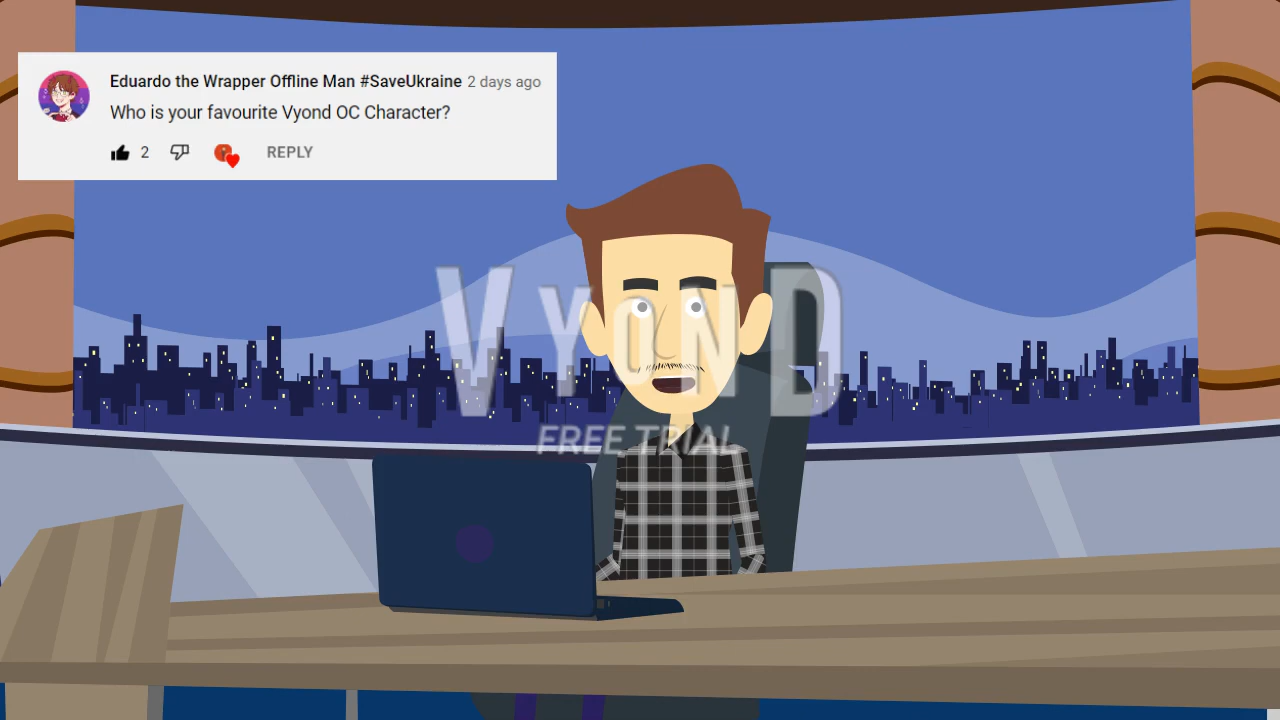 Eduardo the Wrapper Offline Man #SaveUkraine 2 days ago
Who is your favourite Vyond OC Character?
2 REPLY
VYOND
FREE TRIAL